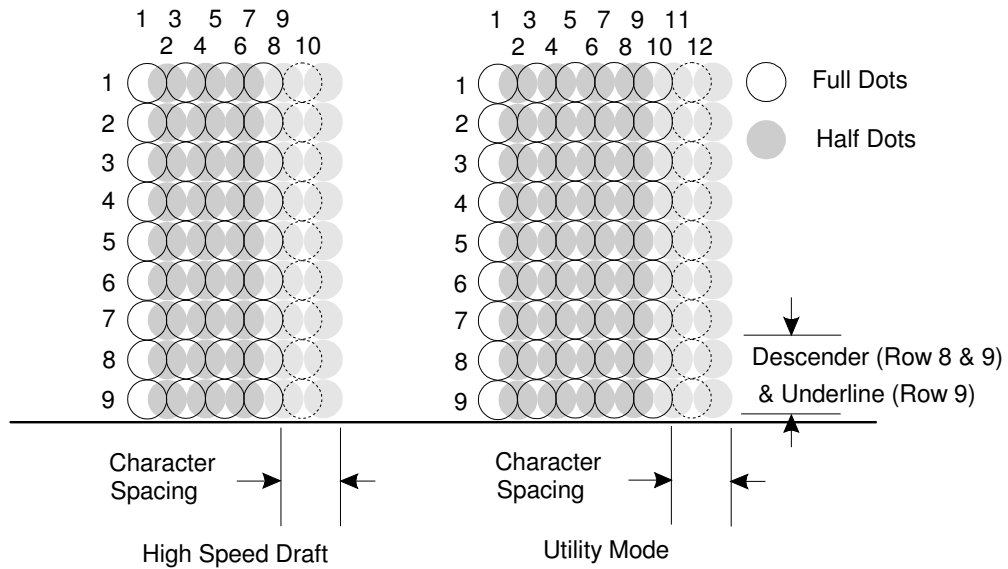 1 3 5 7 9
2 4 6 8 10
1
2
3
4
5
6
7
8
9
Character
Spacing
High Speed Draft
1 3 5 7 9 11
2 4 6 8 10 12
1
2
3
4
5
6
7
8
9
Character
Spacing
Utility Mode
Full Dots
Half Dots
Descender (Row 8 & 9)
& Underline (Row 9)